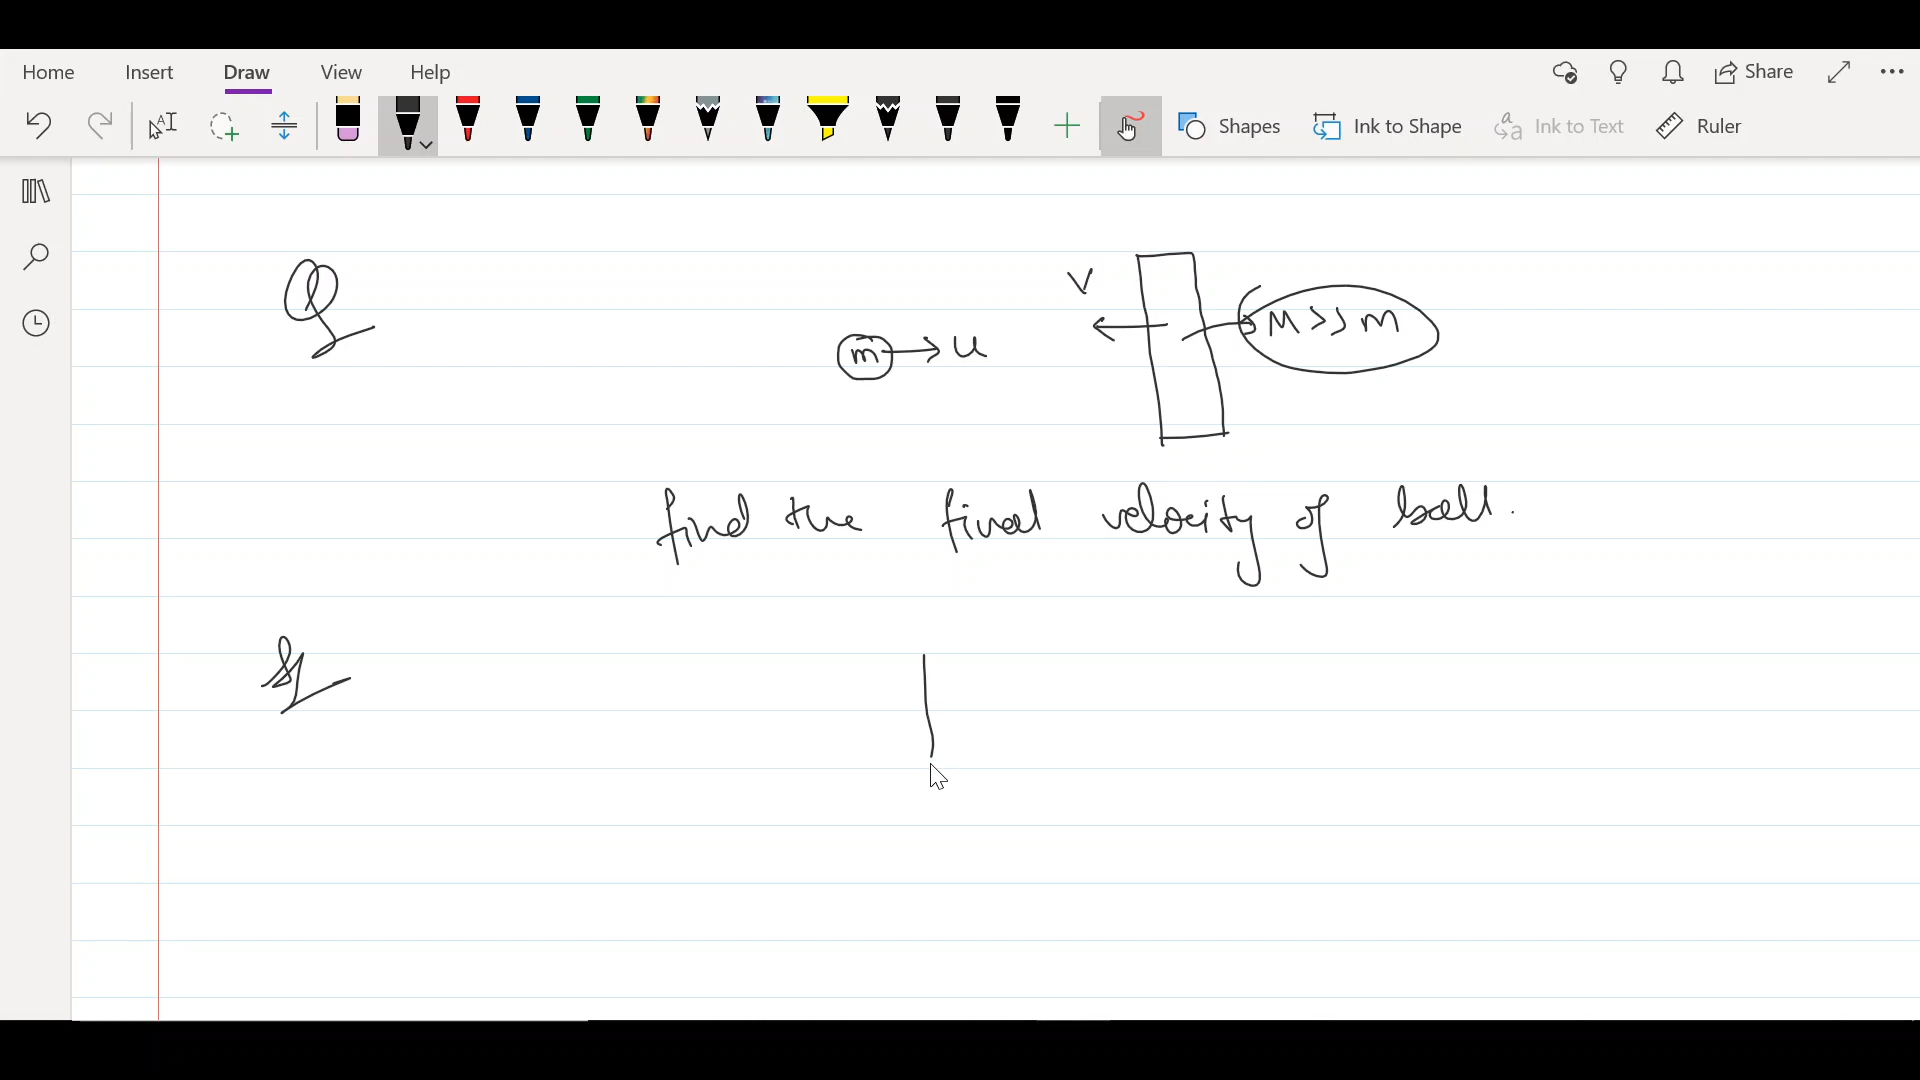 Home Insert Draw View Help Share
Shapes Ink to Shape Ink to Text Ruler
Q
V
m u M >> m
find the final velocity of ball.